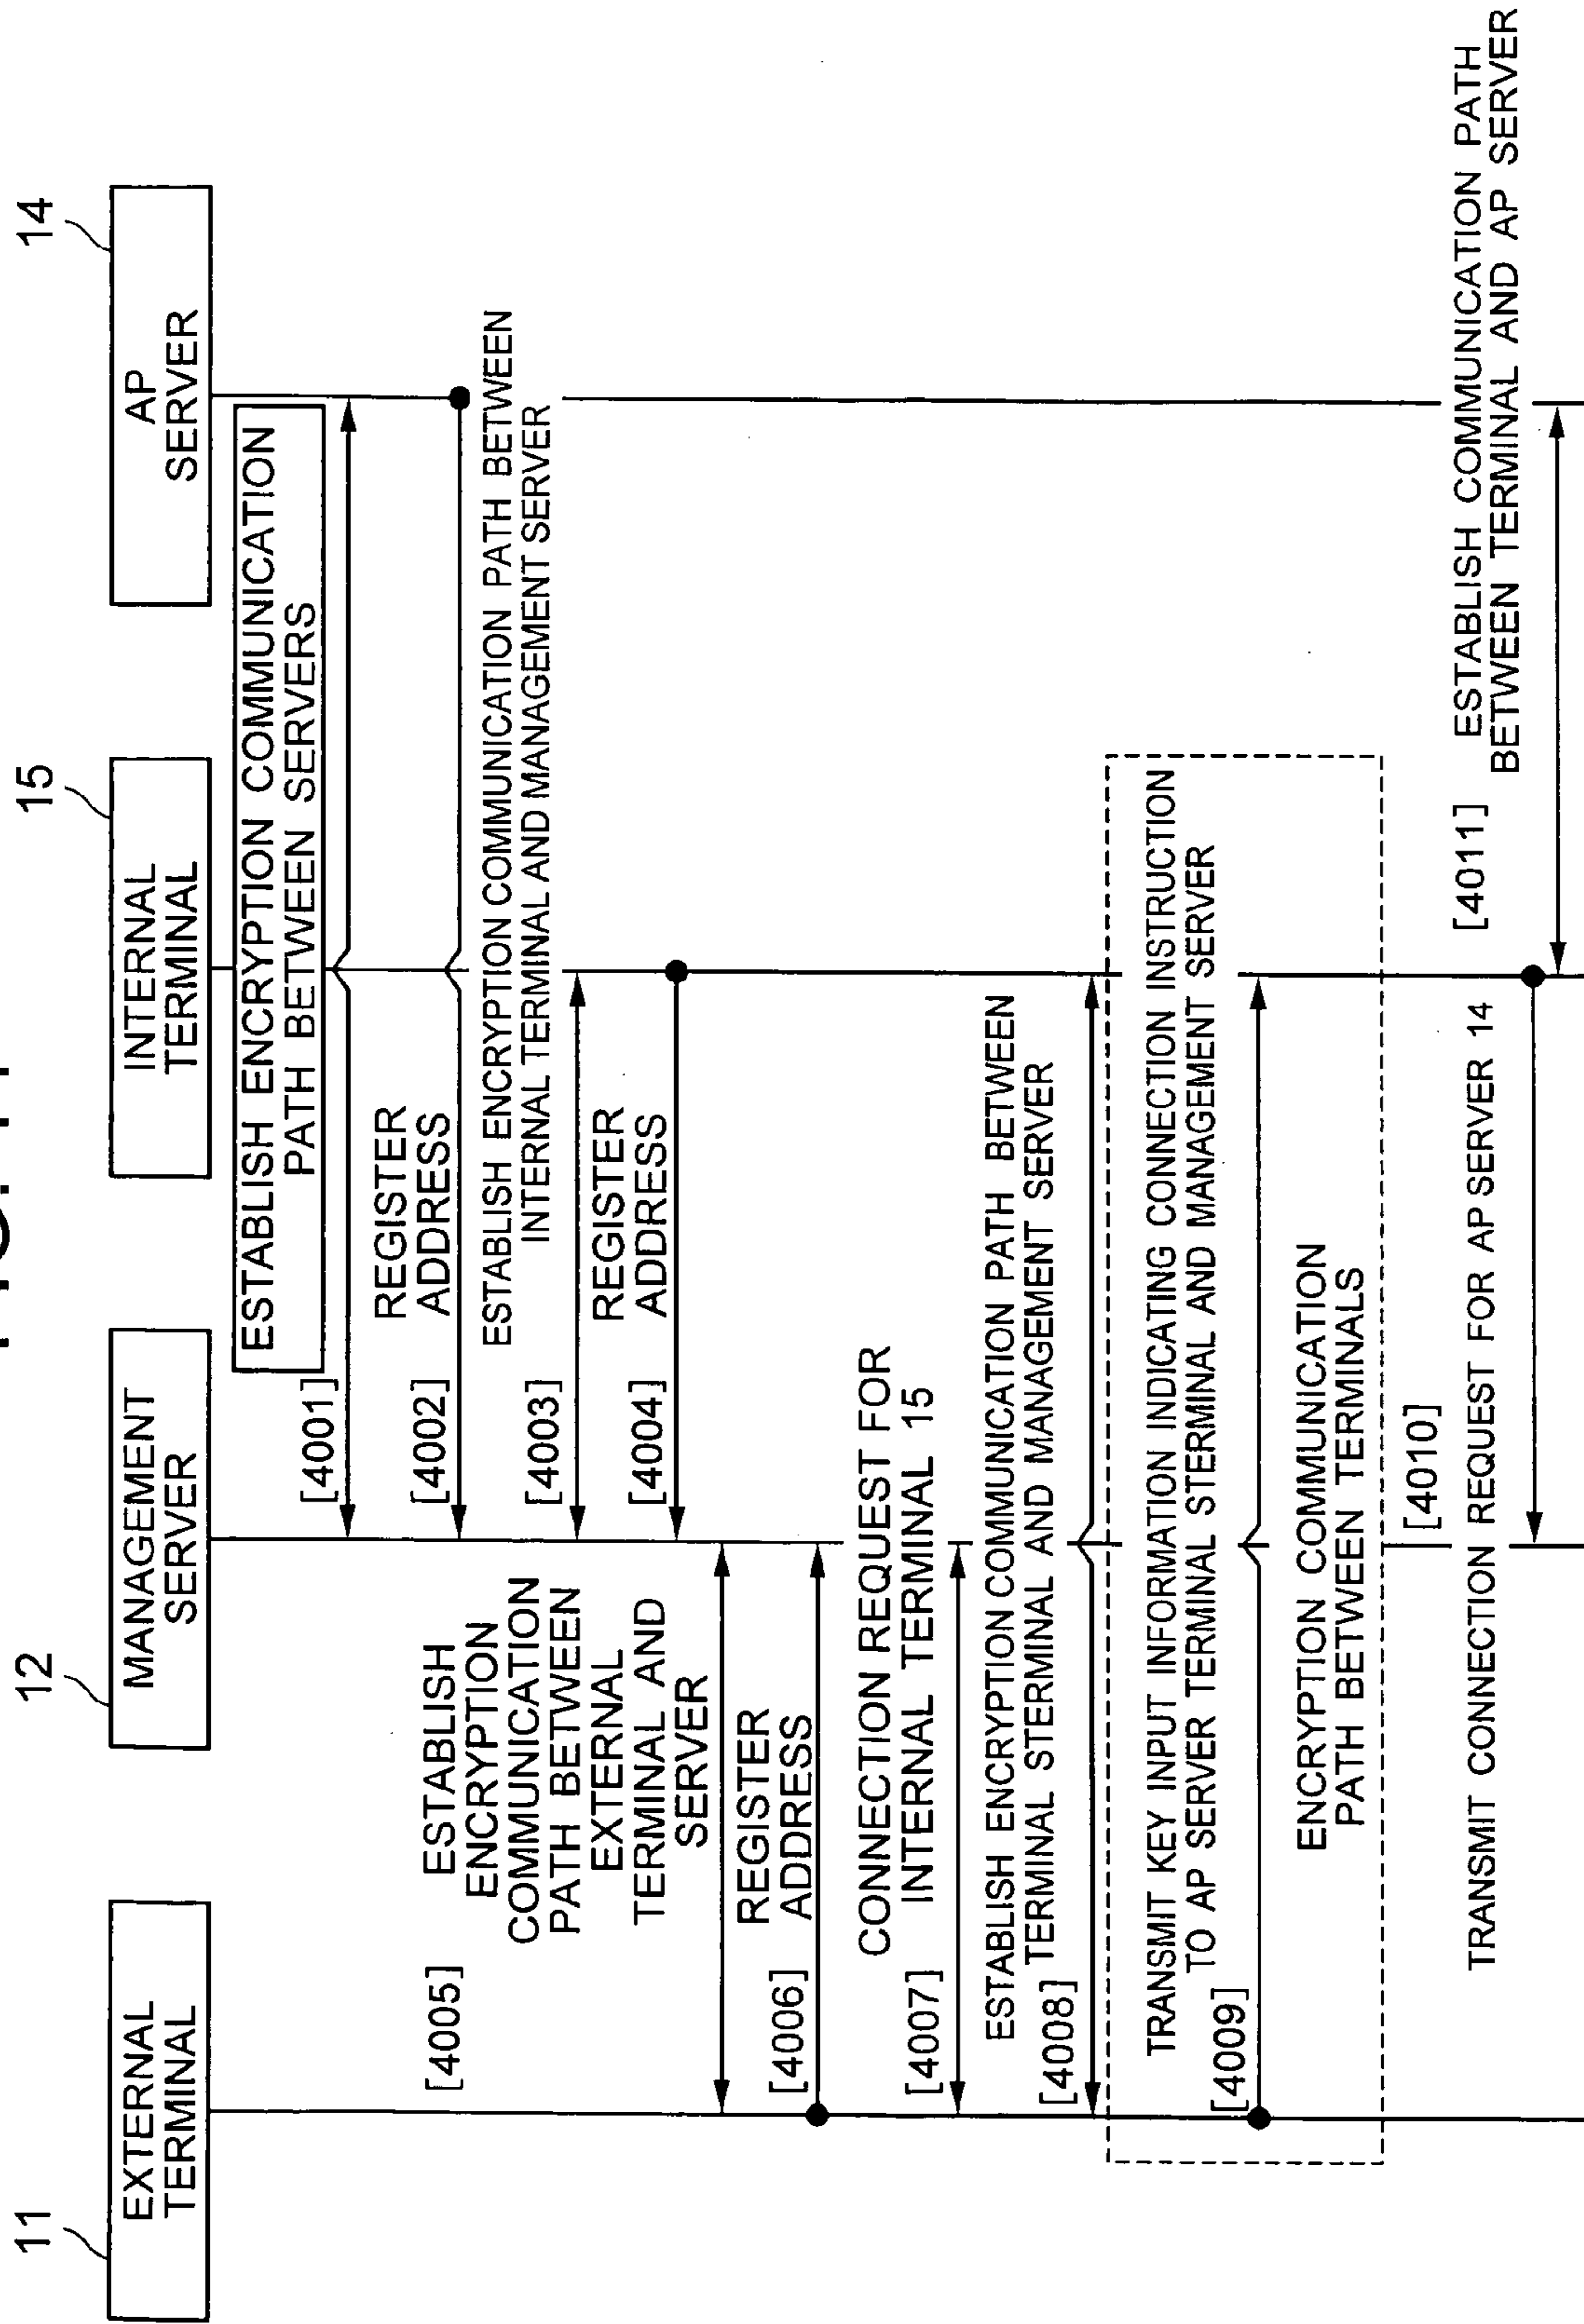 11
EXTERNAL
TERMINAL
12
MANAGEMENT
SERVER
15
INTERNAL
TERMINAL
14
AP
SERVER
ESTABLISH ENCRYPTION COMMUNICATION
PATH BETWEEN SERVERS
[4001]
REGISTER
ADDRESS
[4002]
ESTABLISH ENCRYPTION COMMUNICATION PATH BETWEEN
INTERNAL TERMINAL AND MANAGEMENT SERVER
[4003]
REGISTER
ADDRESS
[4004]
[4005]
ESTABLISH
ENCRYPTION
COMMUNICATION
PATH BETWEEN
EXTERNAL
TERMINAL AND
SERVER
REGISTER
ADDRESS
[4006]
CONNECTION REQUEST FOR
INTERNAL TERMINAL 15
[4007]
ESTABLISH ENCRYPTION COMMUNICATION PATH BETWEEN
TERMINAL STERMINAL AND MANAGEMENT SERVER
[4008]
TRANSMIT KEY INPUT INFORMATION INDICATING CONNECTION INSTRUCTION
TO AP SERVER TERMINAL STERMINAL AND MANAGEMENT SERVER
[4009]
ENCRYPTION COMMUNICATION
PATH BETWEEN TERMINALS
[4010]
TRANSMIT CONNECTION REQUEST FOR AP SERVER 14
[4011]
ESTABLISH COMMUNICATION PATH
BETWEEN TERMINAL AND AP SERVER